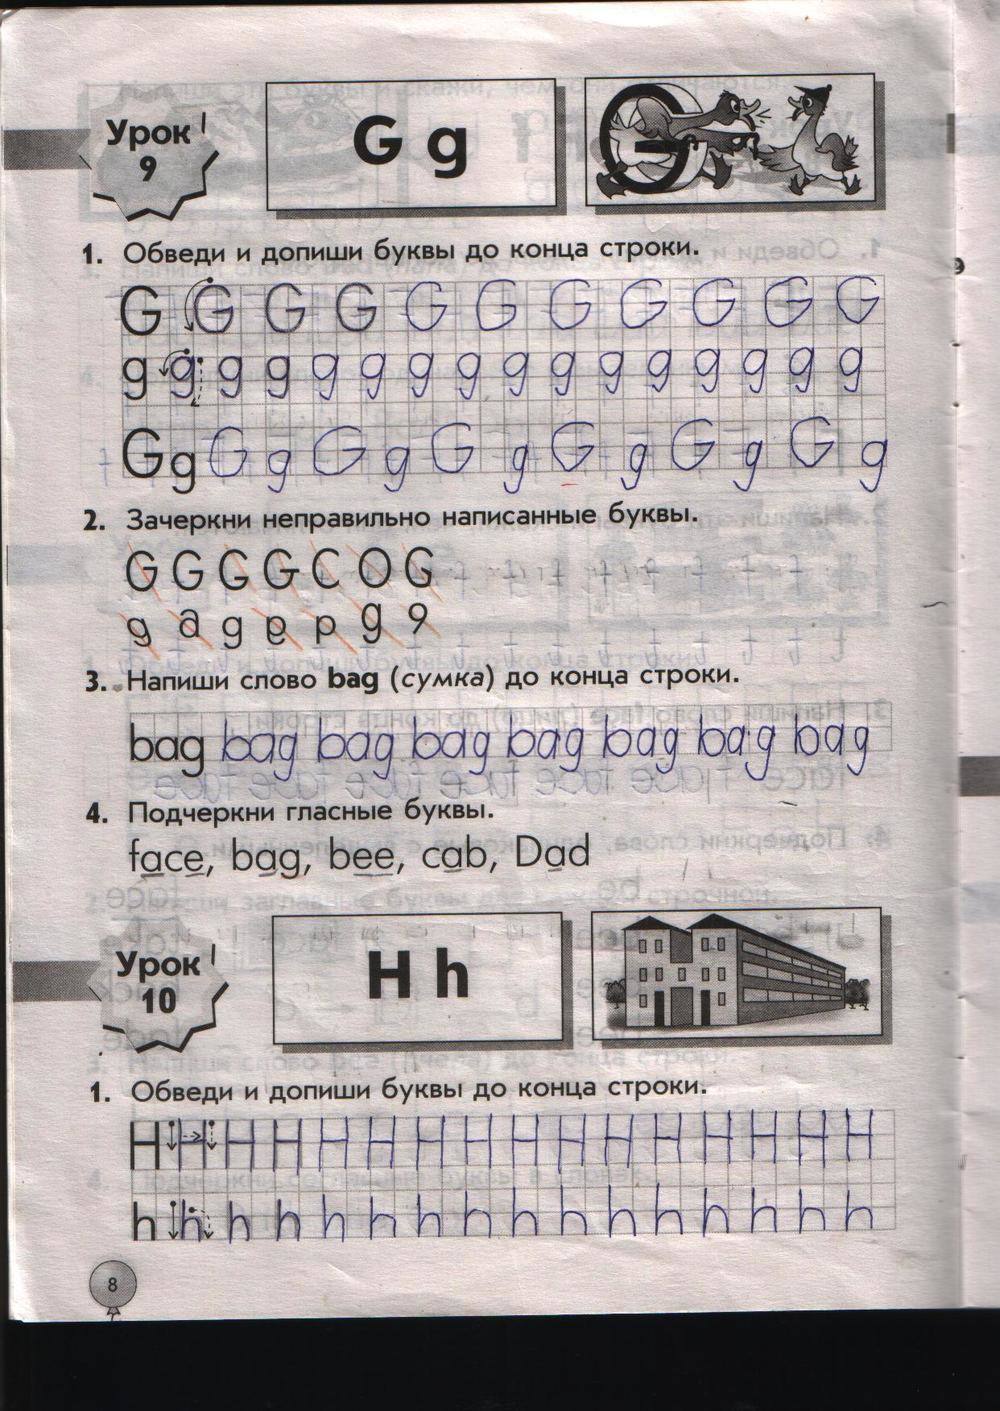 Урок 9
G g
1. Обведи и допиши буквы до конца строки.
G G G G G G G G G G G
g g g g g g g g g g g g g g g g
Gg G g G g G g G g G g G g
2. Зачеркни неправильно написанные буквы.
G G G G C O G
g a g e p g 9
3. Напиши слово bag (сумка) до конца строки.
bag bag bag bag bag bag bag bag
4. Подчеркни гласные буквы.
face, bag, bee, cab, Dad
Урок 10
H h
1. Обведи и допиши буквы до конца строки.
H H H H H H H H H H H H H H H H
h h h h h h h h h h h h h h h h
8